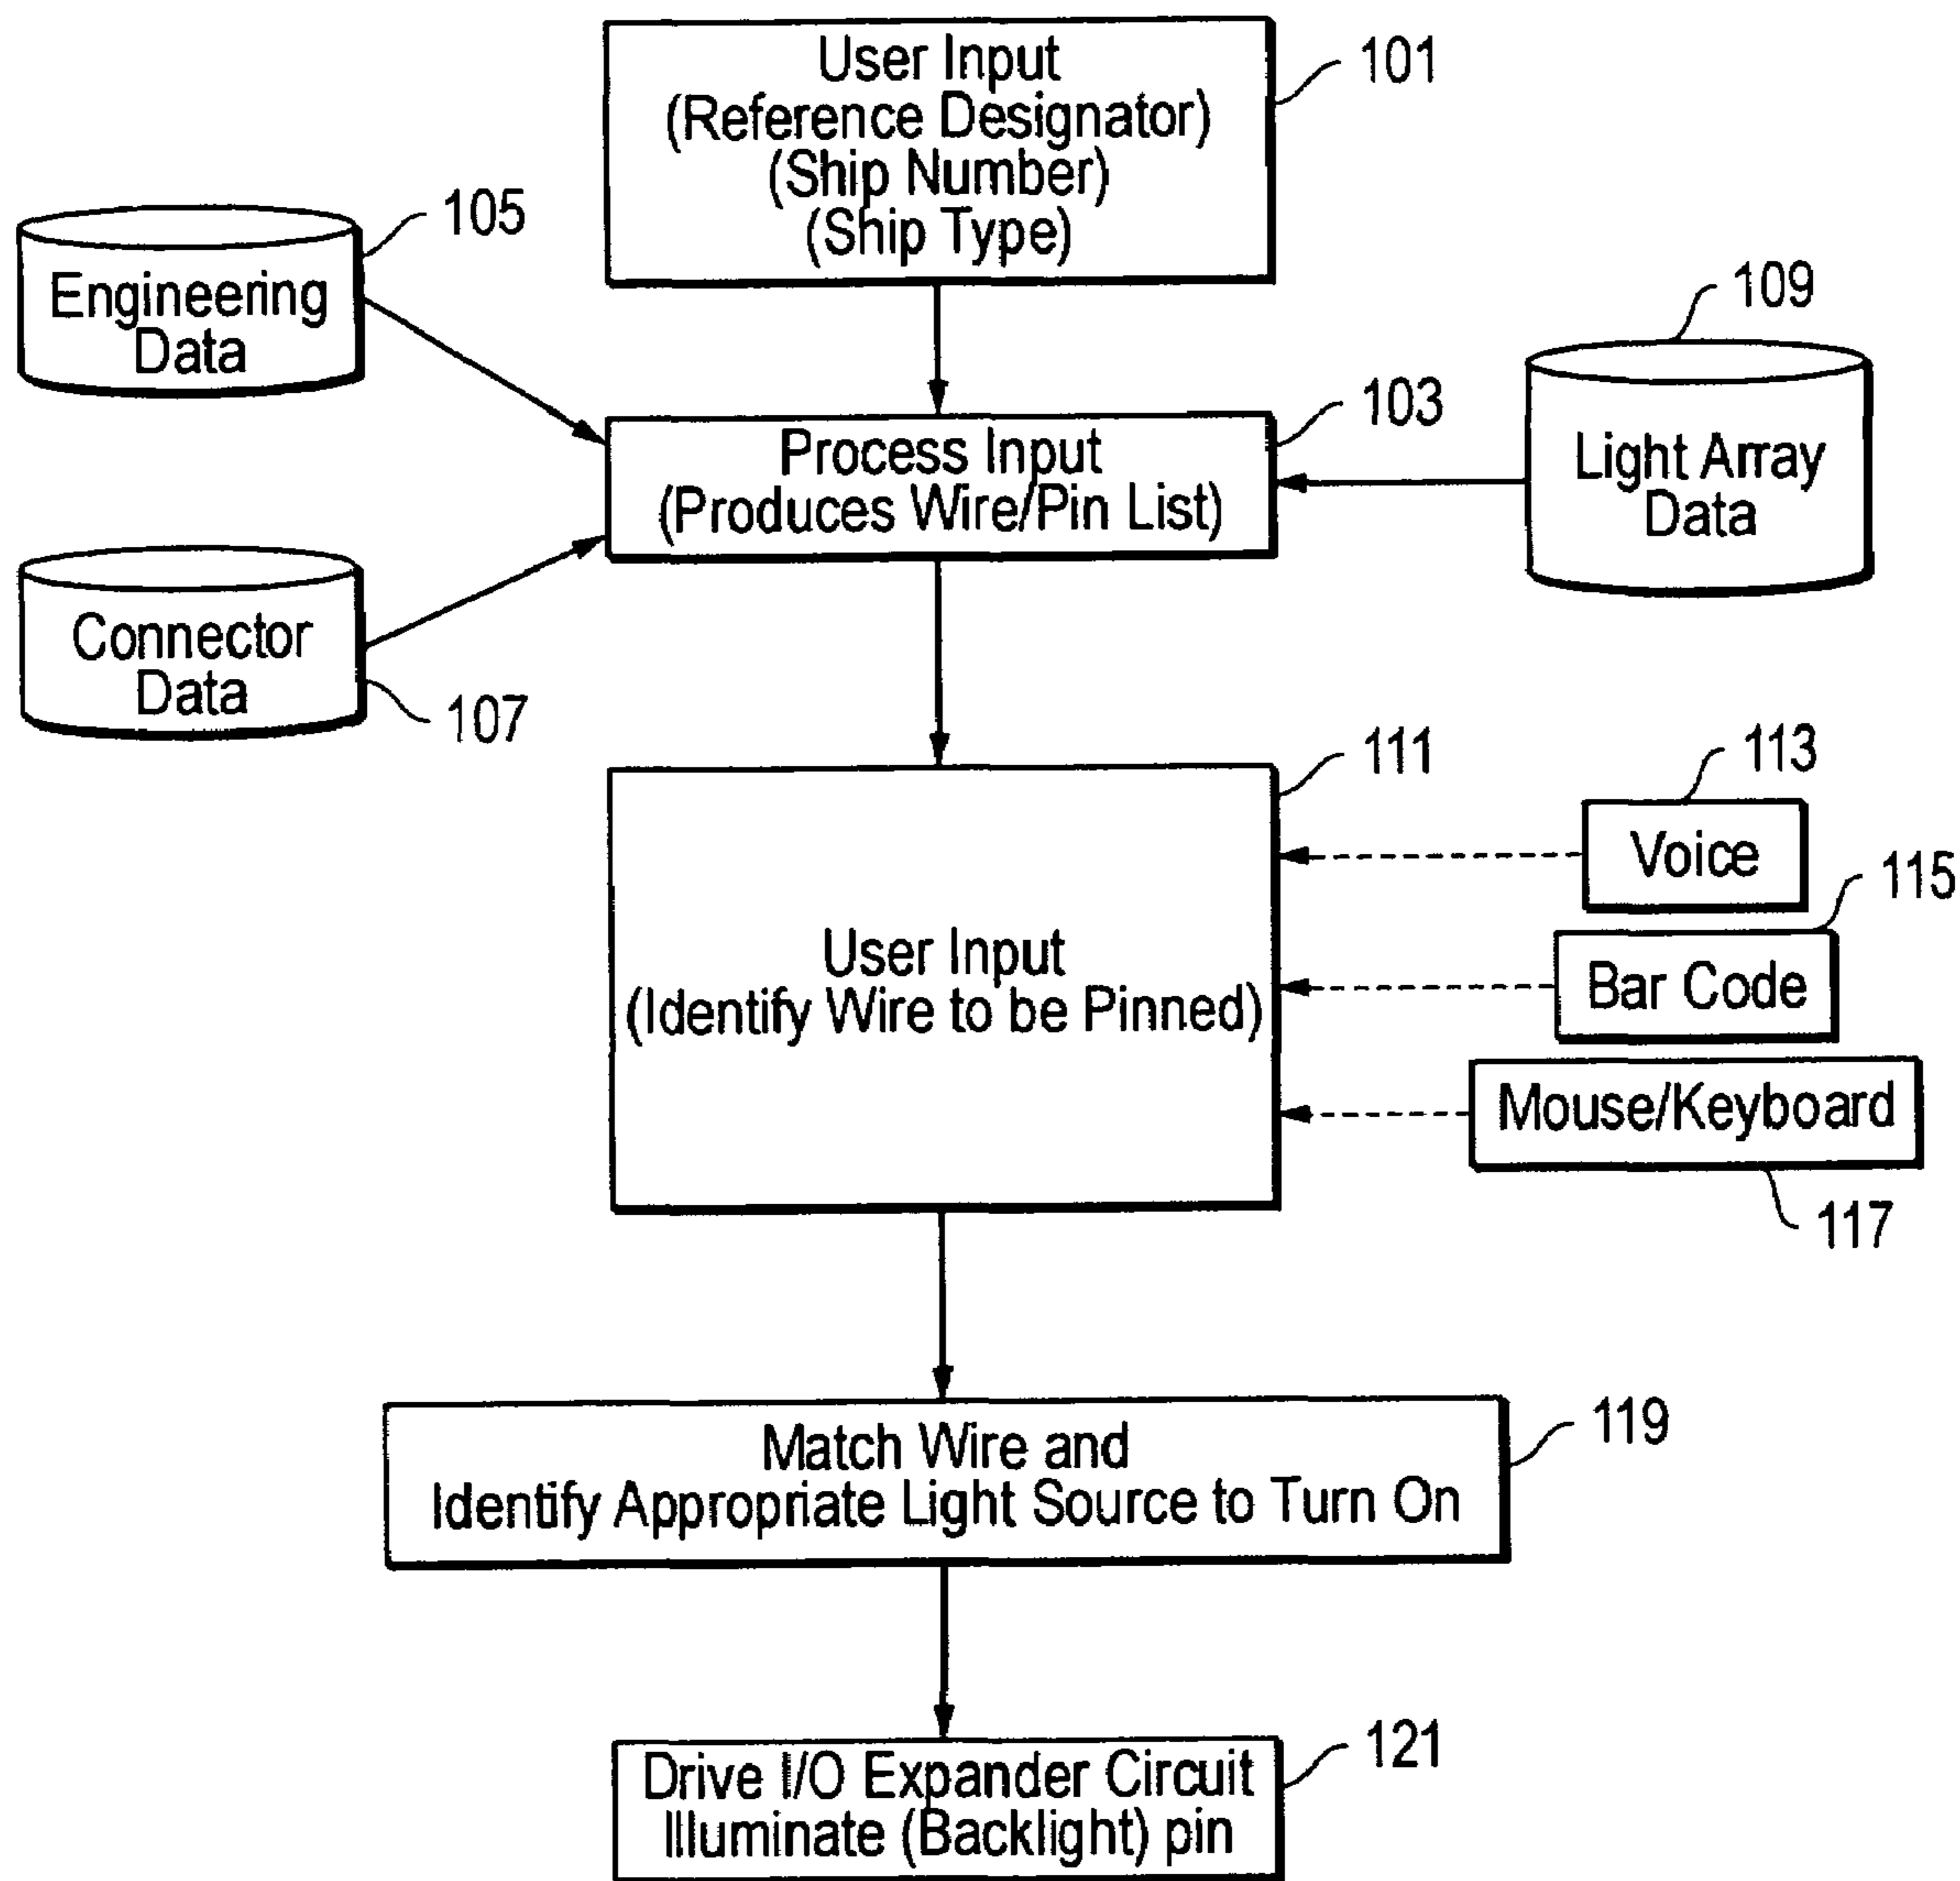 User Input
(Reference Designator)
(Ship Number)
(Ship Type)
101
105
Engineering
Data
109
Light Array
Data
103
Process Input
(Produces Wire/Pin List)
Connector
Data
107
111
User Input
(Identify Wire to be Pinned)
113
Voice
115
Bar Code
Mouse/Keyboard
117
119
Match Wire and
Identify Appropriate Light Source to Turn On
121
Drive I/O Expander Circuit
Illuminate (Backlight) pin